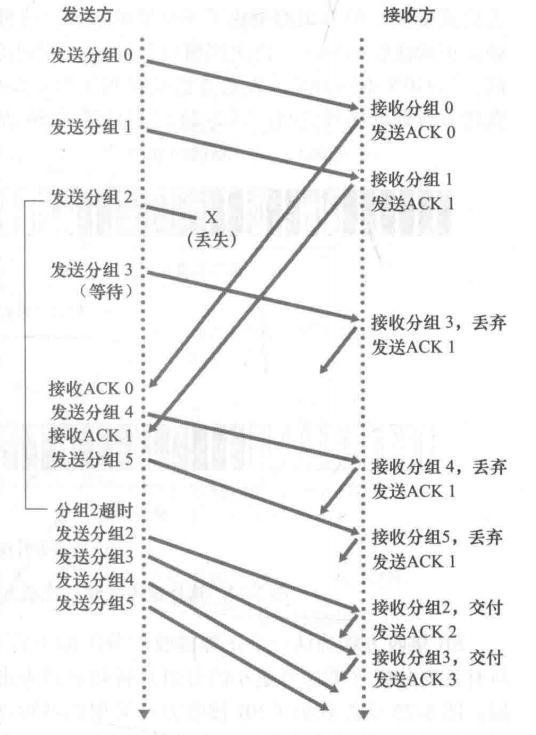 发送方
接收方
发送分组 0
接收分组 0
发送ACK 0
发送分组 1
接收分组 1
发送ACK 1
发送分组 2
X
(丢失)
发送分组 3
（等待）
接收分组 3，丢弃
发送ACK 1
接收ACK 0
发送分组 4
接收ACK 1
发送分组 5
接收分组 4，丢弃
发送ACK 1
分组2超时
发送分组2
发送分组3
发送分组4
发送分组5
接收分组5，丢弃
发送ACK 1
接收分组2，交付
发送ACK 2
接收分组3，交付
发送ACK 3